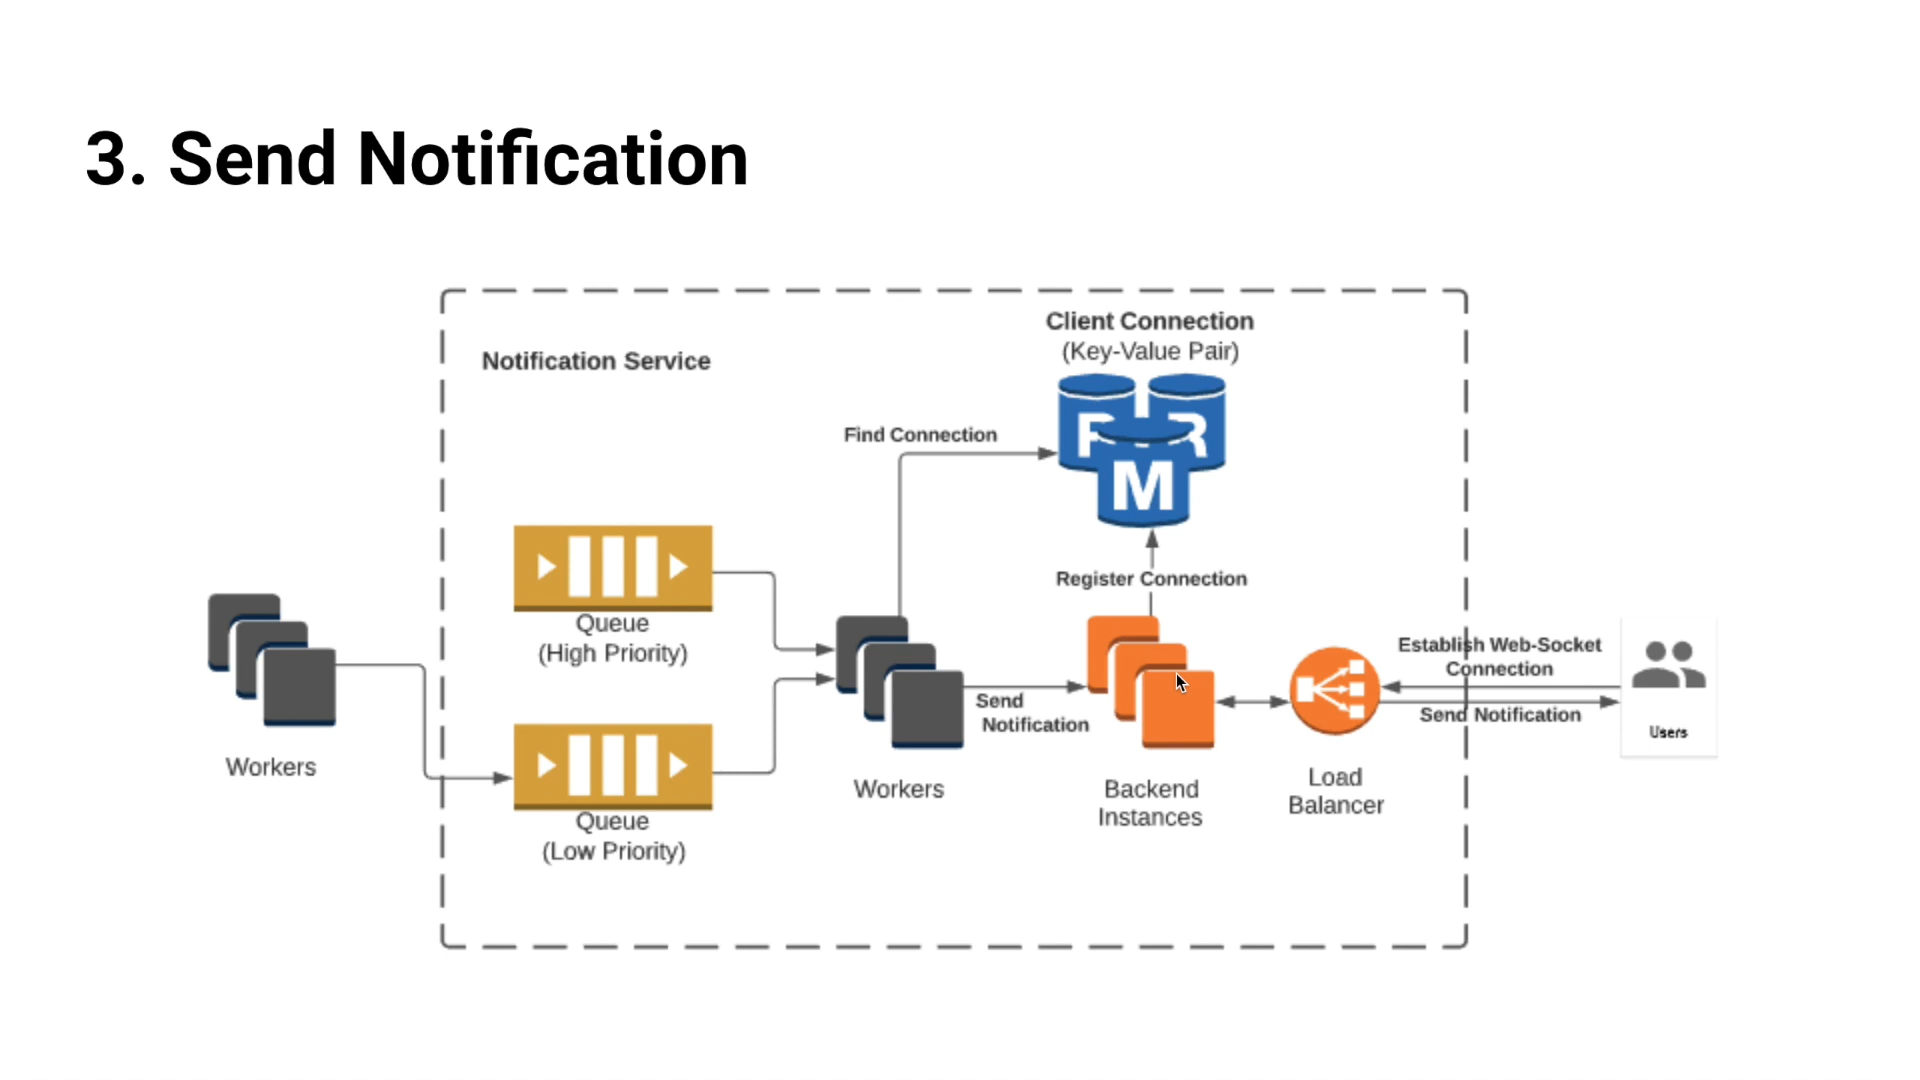 3. Send Notification
Notification Service
Client Connection
(Key-Value Pair)
R
M
Find Connection
Register Connection
Queue
(High Priority)
Queue
(Low Priority)
Workers
Workers
Send
Notification
Backend
Instances
Load
Balancer
Establish Web-Socket
Connection
Send Notification
Users